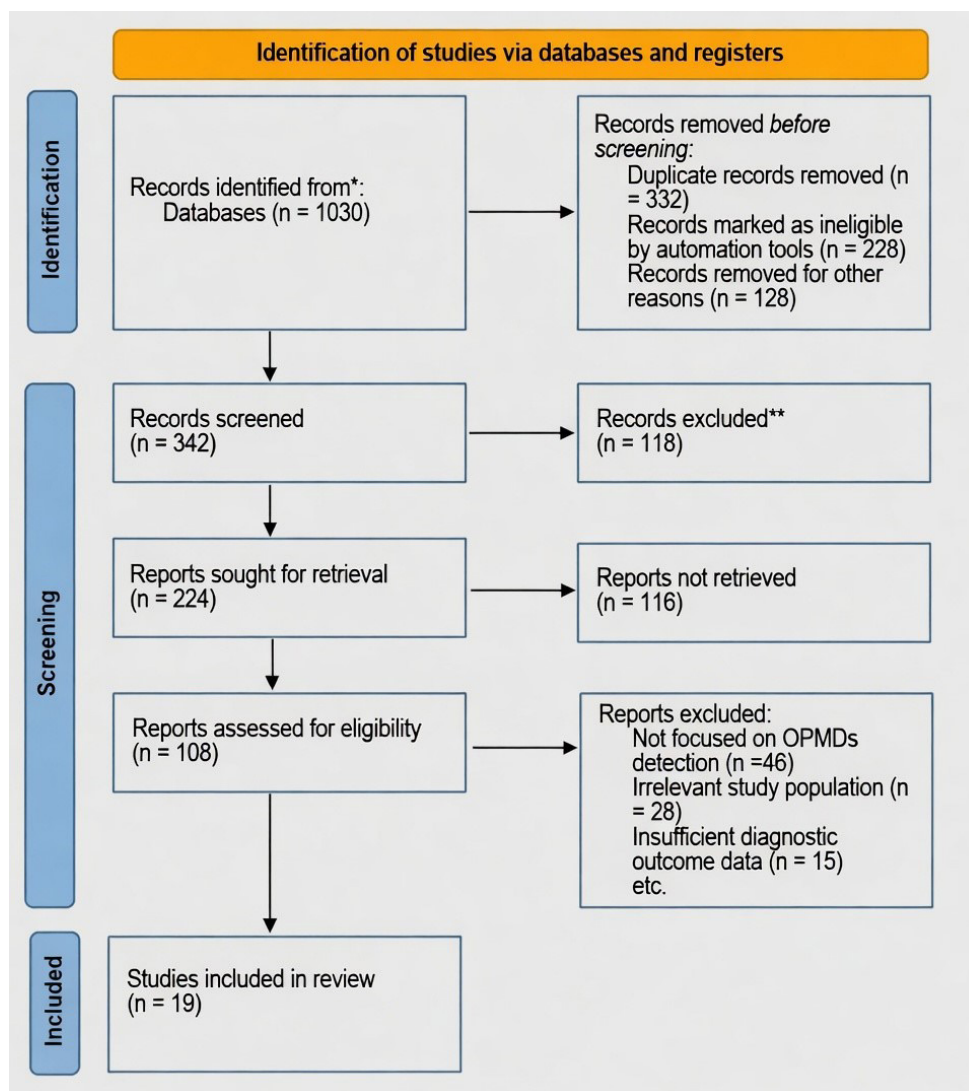 Identification of studies via databases and registers
Identification
Records identified from*:
Databases (n = 1030)
Records removed before
screening:
Duplicate records removed (n
= 332)
Records marked as ineligible
by automation tools (n = 228)
Records removed for other
reasons (n = 128)
Screening
Records screened
(n = 342)
Records excluded**
(n = 118)
Reports sought for retrieval
(n = 224)
Reports not retrieved
(n = 116)
Reports assessed for eligibility
(n = 108)
Reports excluded:
Not focused on OPMDs
detection (n =46)
Irrelevant study population (n
= 28)
Insufficient diagnostic
outcome data (n = 15)
etc.
Included
Studies included in review
(n = 19)